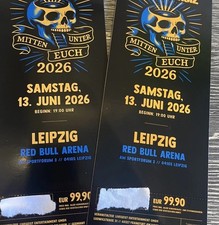 MITTEN UNTER
EUCH
2026
SAMSTAG,
13. JUNI 2026
BEGINN: 19:00 UHR
LEIPZIG
RED BULL ARENA
AM SPORTFORUM
LEIPZIG
EUR 99,90
MITTEN UNTER
EUCH
2026
SAMSTAG,
13. JUNI 2026
BEGINN: 19:00 UHR
LEIPZIG
RED BULL ARENA
AM SPORTFORUM
LEIPZIG
EUR 99,90